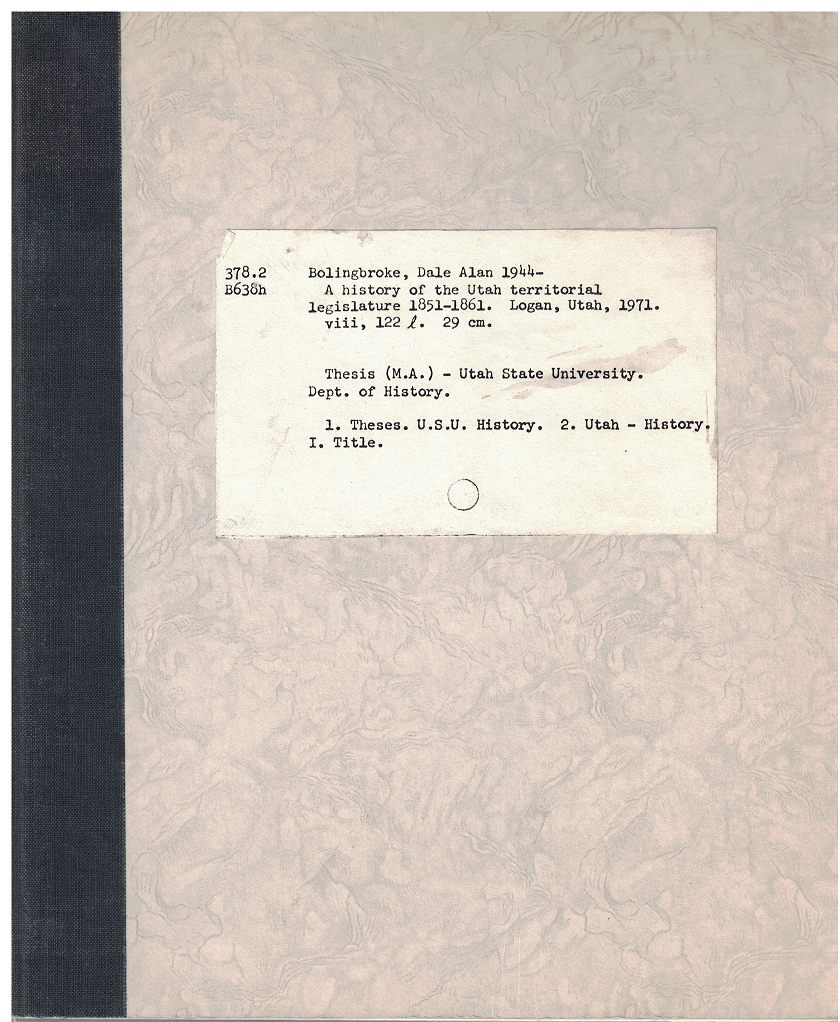 378.2 Bolingbroke, Dale Alan 1944-
B638h A history of the Utah territorial
legislature 1851-1861. Logan, Utah, 1971.
viii, 122 ℓ. 29 cm.
Thesis (M.A.) - Utah State University.
Dept. of History.
1. Theses. U.S.U. History. 2. Utah - History.
I. Title.